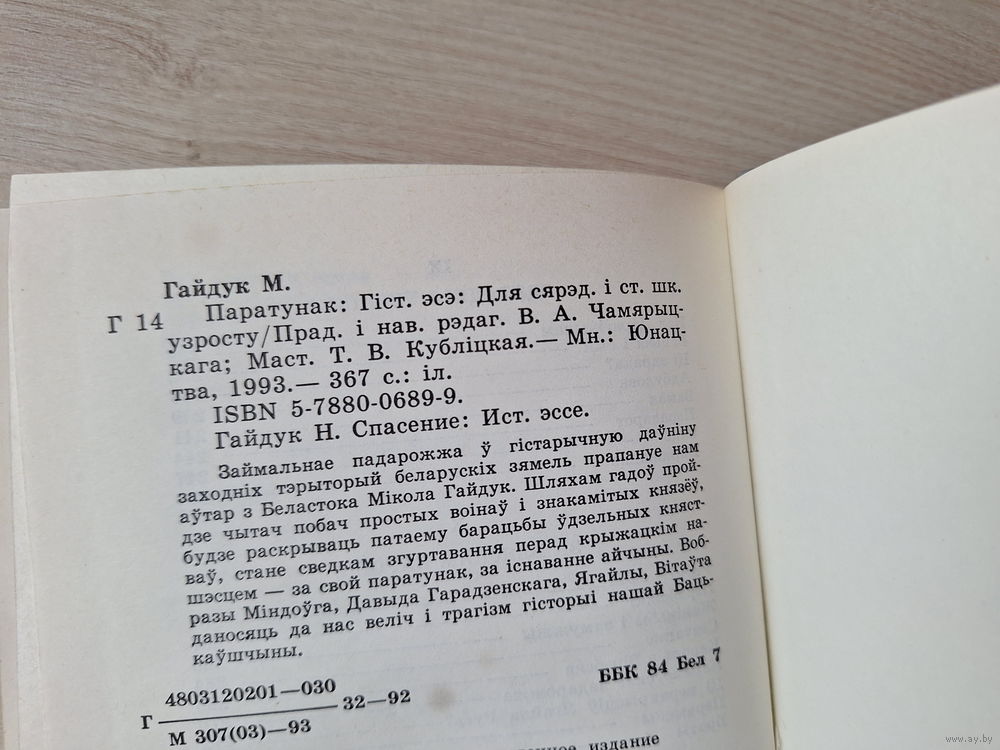 Гайдук М.
Г 14
Паратунак: Гіст. эсэ: Для сярэд. і ст. шк.
узросту/Прад. і нав. рэдаг. В. А. Чамярыц-
кага; Маст. Т. В. Кубліцкая.— Мн.: Юнац-
тва, 1993.— 367 с.: іл.
ISBN 5-7880-0689-9.
Гайдук Н. Спасение: Ист. эссе.
Займальнае падарожжа ў гістарычную даўніну
заходніх тэрыторый беларускіх зямель прапануе нам
аўтар з Беластока Мікола Гайдук. Шляхам гадоў прой-
дзе чытач побач простых воінаў і знакамітых князёў,
будзе раскрываць патаему барацьбы ўдзельных княст-
ваў, стане сведкам згуртавання перад крыжацкім на-
шэсцем — за свой паратунак, за існаванне айчыны. Воб-
разы Міндоўга, Давыда Гарадзенскага, Ягайлы, Вітаўта
даносяць да нас веліч і трагізм гісторыі нашай Баць-
каўшчыны.
Г 4803120201—030
М 307(03)—93 32—92
ББК 84 Бел 7
издание
www.ay.by